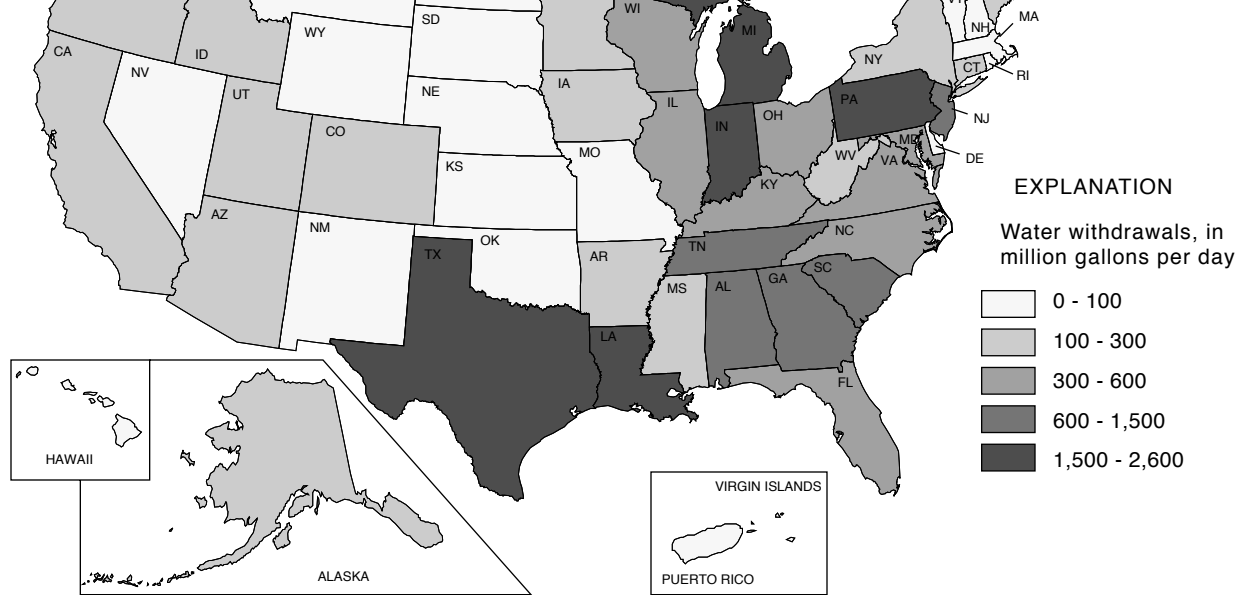 VT
NH
MA
WI
SD
MI
WY
CA
ID
NV
NY
CT
RI
IA
NE
UT
IL
PA
OH
NJ
IN
CO
MD
MO
WV
VA
DE
KS
KY
EXPLANATION
AZ
NM
NC
Water withdrawals, in
million gallons per day
OK
TN
TX
AR
SC
GA
MS
AL
0 - 100
LA
100 - 300
FL
300 - 600
600 - 1,500
HAWAII
1,500 - 2,600
VIRGIN ISLANDS
ALASKA
PUERTO RICO